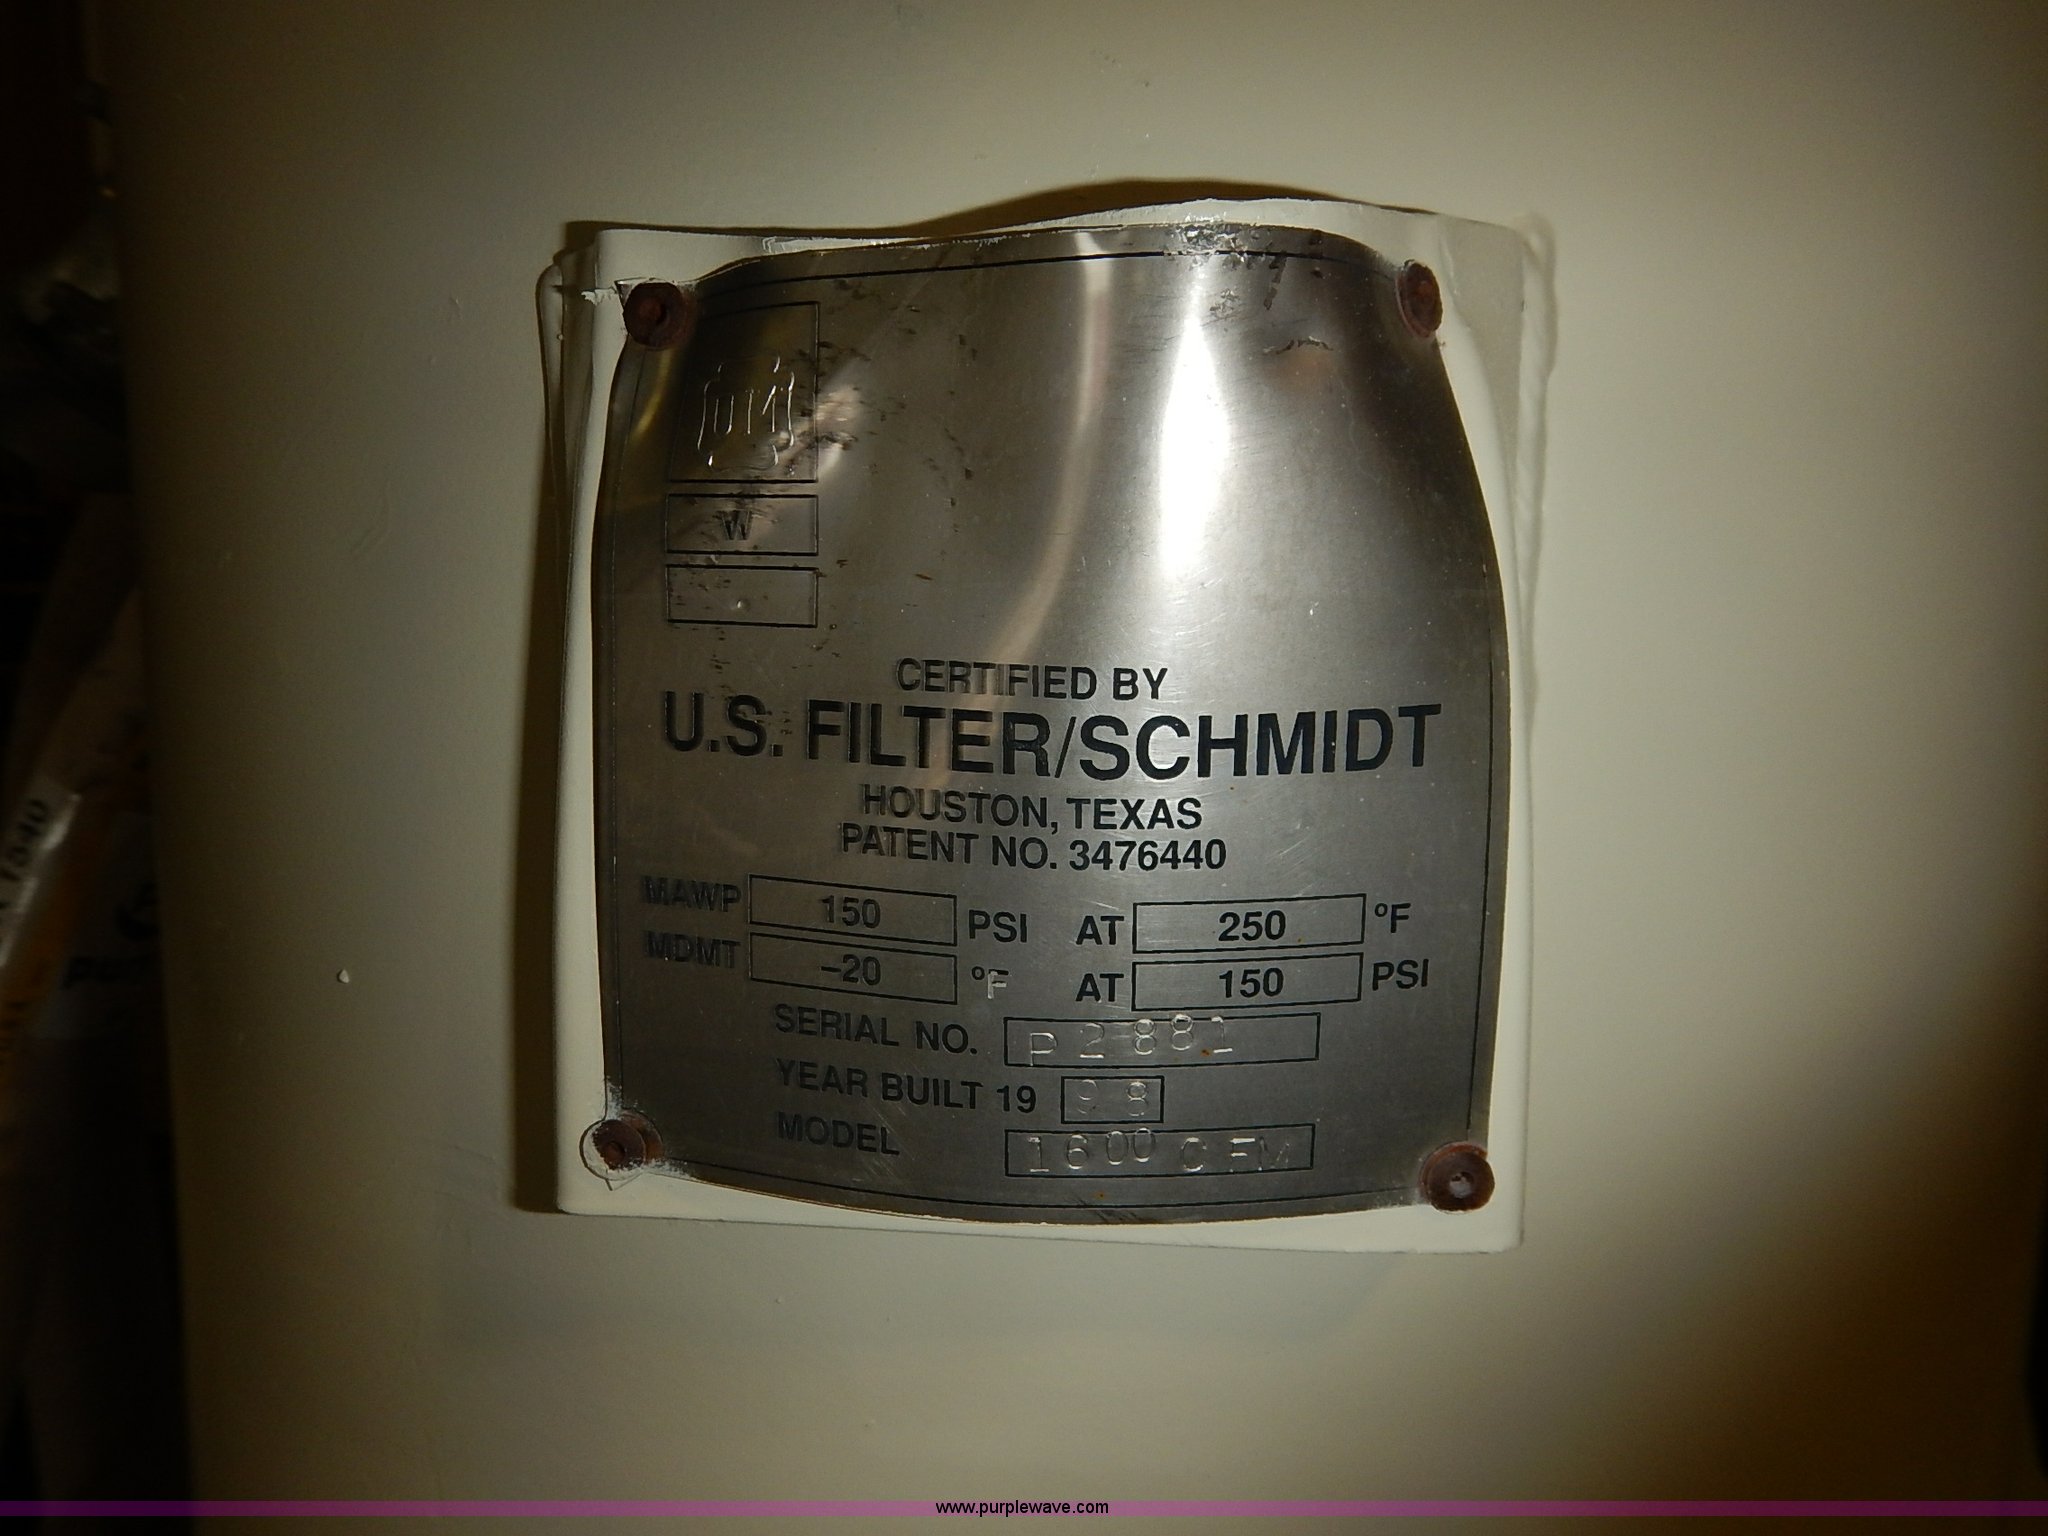 UM
W
CERTIFIED BY
U.S. FILTER/SCHMIDT
HOUSTON, TEXAS
PATENT NO. 3476440
MAWP 150 PSI AT 250 °F
MDMT -20 °F AT 150 PSI
SERIAL NO. P2881
YEAR BUILT 19 98
MODEL 1600 CFM
www.purplewave.com